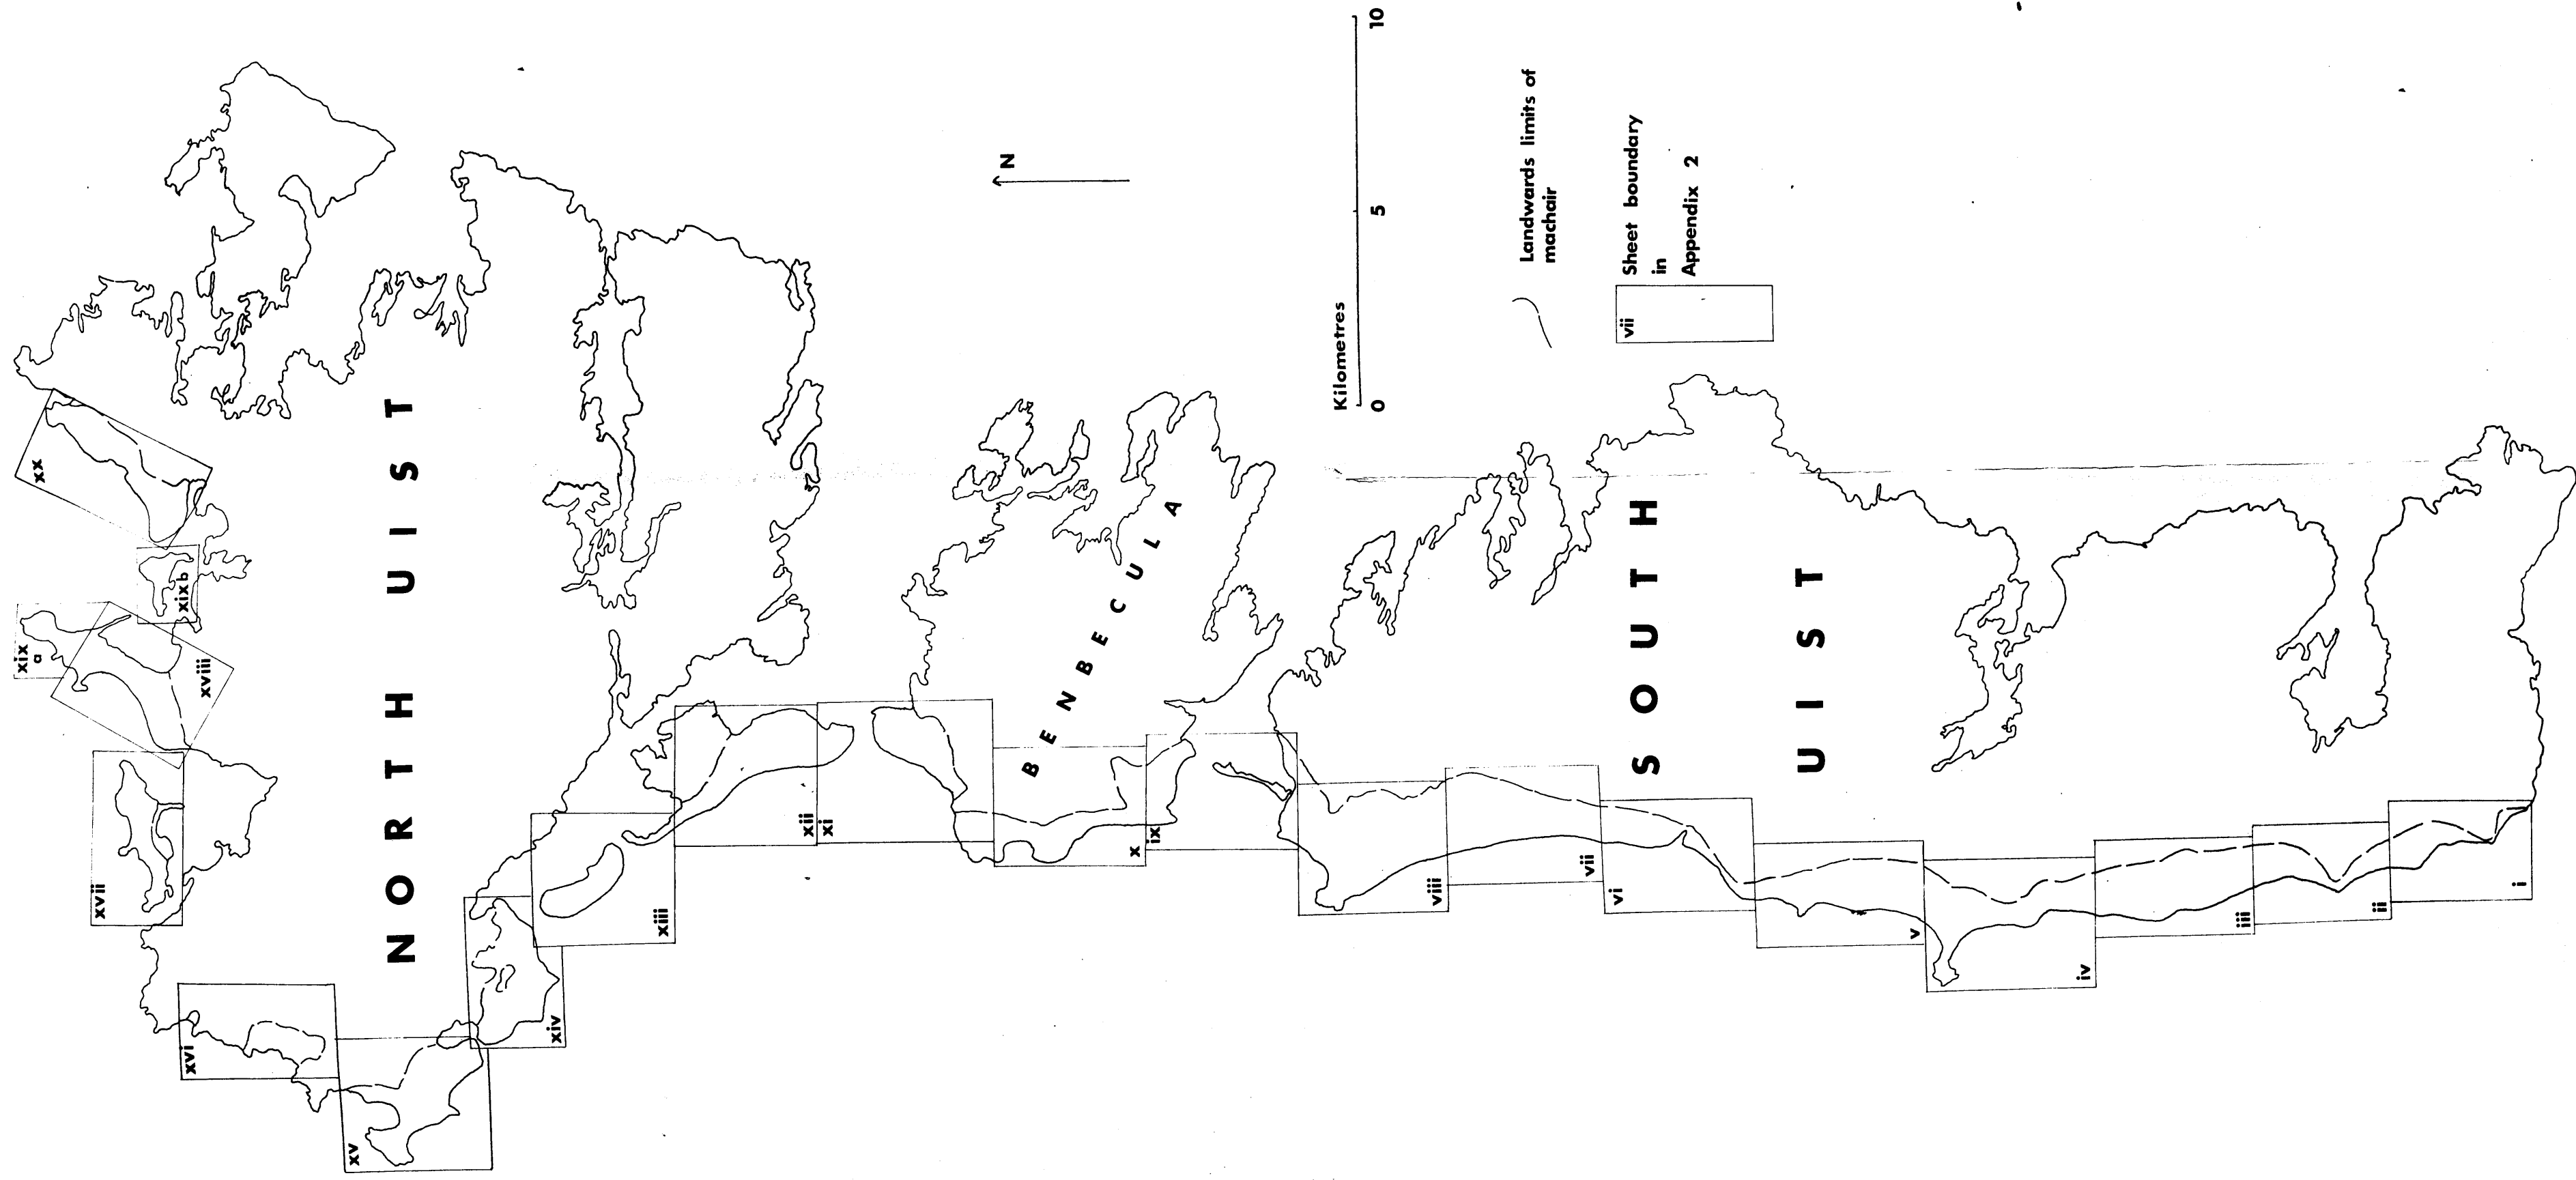 xx
xix
a
xixb
xviii
xvii
xvi
NORTH UIST
xv
xiv
xiii
xii
xi
N
BENBECULA
x
ix
Kilometres
0 5 10
Landwards limits of
machair
vii
Sheet boundary
in
Appendix 2
viii
vii
SOUTH
UIST
vi
v
iv
iii
ii
i